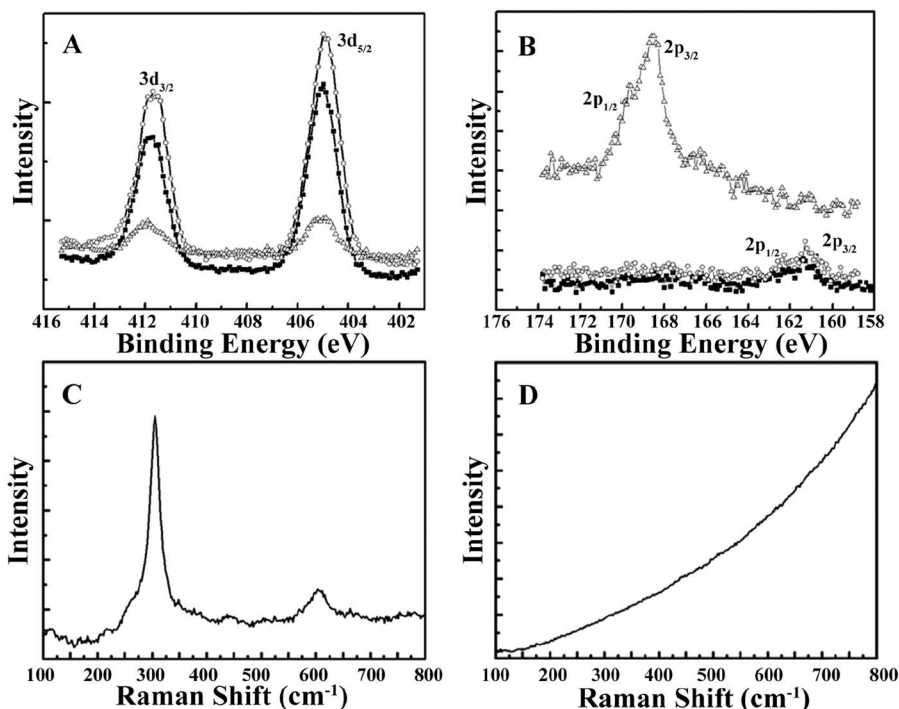 A
3d3/2
3d5/2
Intensity
416 414 412 410 408 406 404 402
Binding Energy (eV)
B
2p3/2
2p1/2
2p1/2
2p3/2
Intensity
176 174 172 170 168 166 164 162 160 158
Binding Energy (eV)
C
Intensity
100 200 300 400 500 600 700 800
Raman Shift (cm-1)
D
Intensity
100 200 300 400 500 600 700 800
Raman Shift (cm-1)